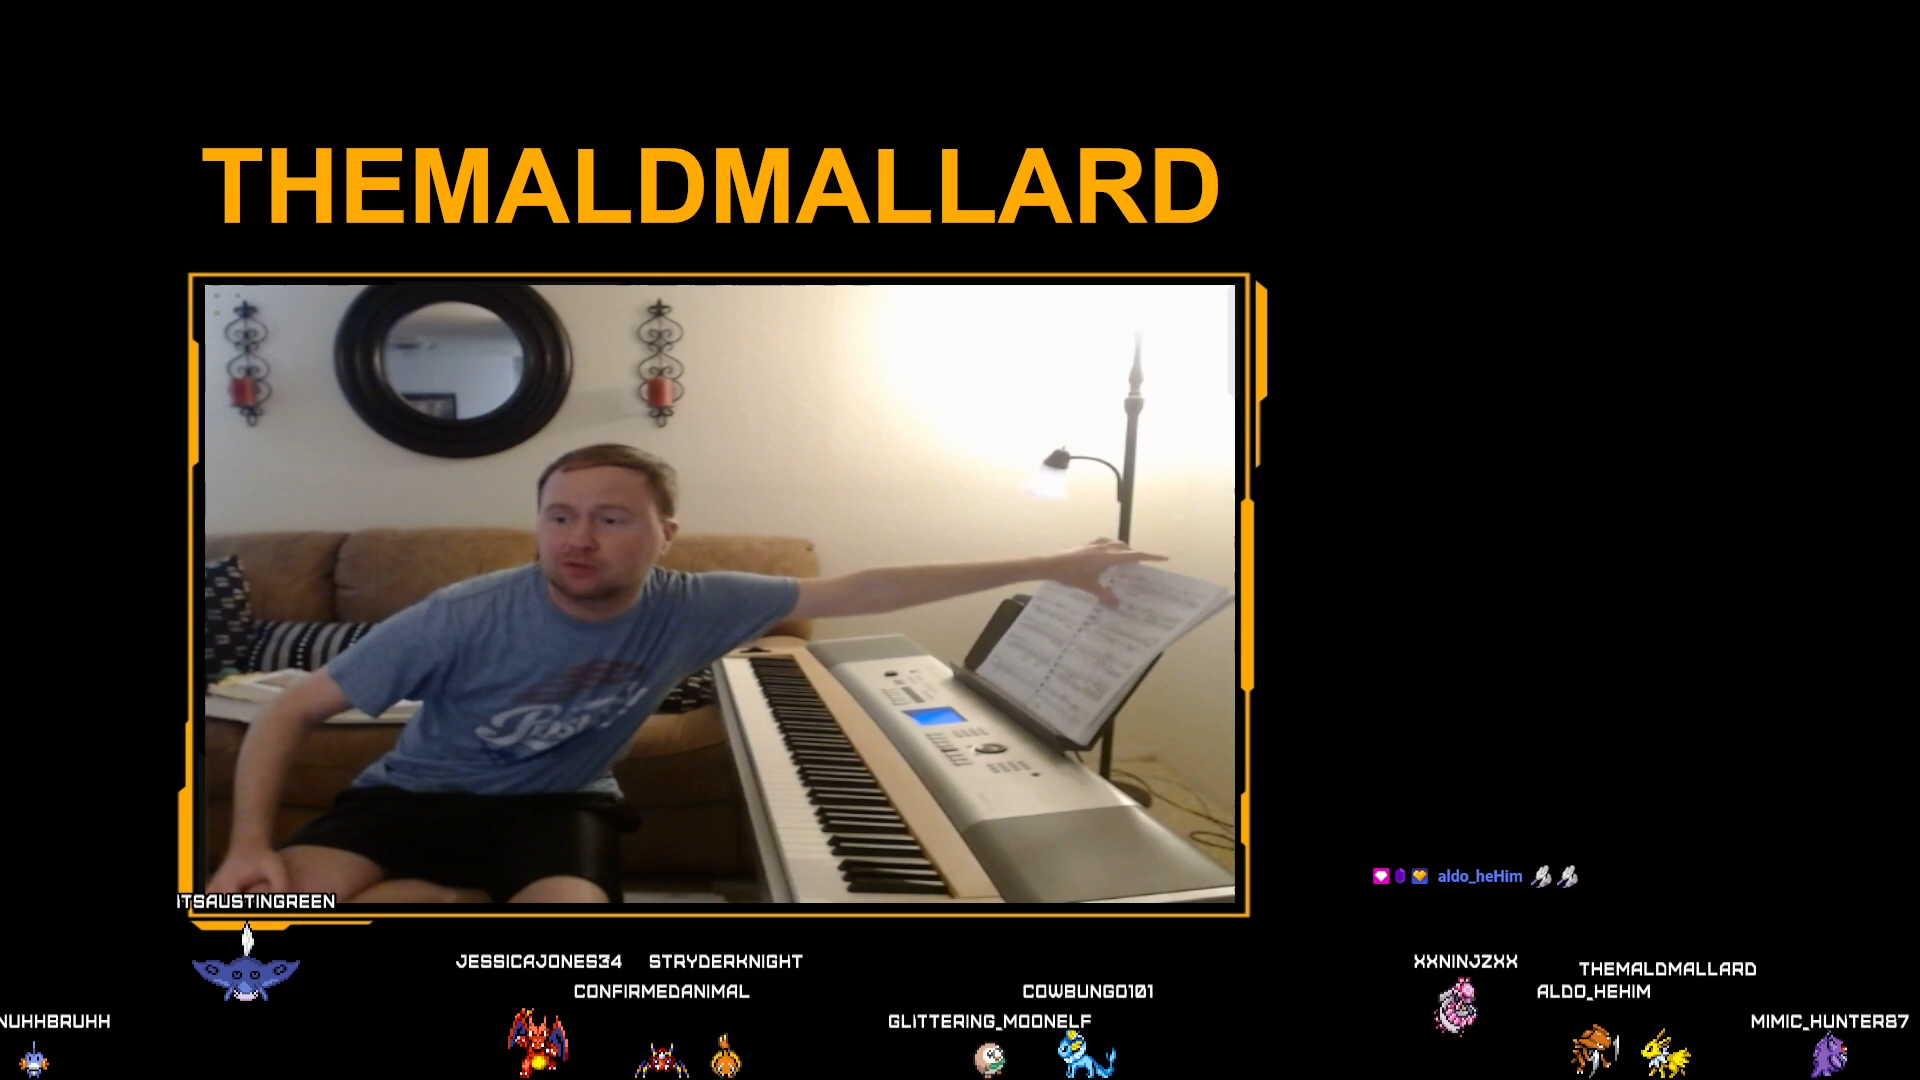 THEMALDMALLARD
aldo_heHim
ITSAUSTINGREEN
JESSICAJONES34
STRYDERKNIGHT
XXNINJZXX
THEMALDMALLARD
CONFIRMEDANIMAL
COWBUNGO101
ALDO_HEHIM
NUHHBRUHH
GLITTERING_MOONELF
MIMIC_HUNTER87